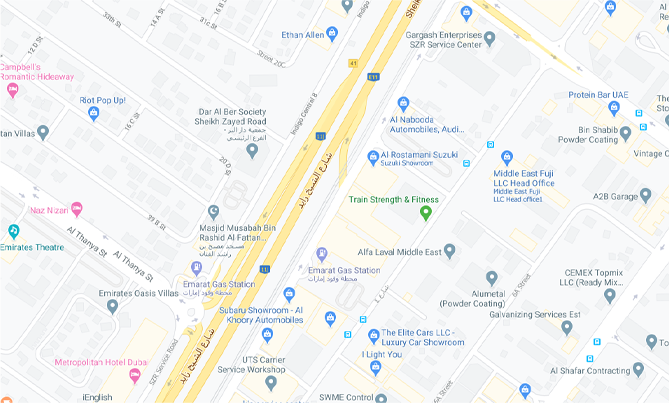 33th St
31c St
Indigo
Sheikh
Ethan Allen
Gargash Enterprises
SZR Service Center
12 D St
14 A St
Street 20C
41
E11
Campbell's
Romantic Hideaway
Riot Pop Up!
Protein Bar UAE
Dar Al Ber Society
Sheikh Zayed Road
جمعية دار البر -
الفرع الرئيسي
Indigo Central 8
16 C St
tan Villas
Al Nabooda
Automobiles, Audi...
Bin Shabib
Powder Coating
E11
Al Rostamani Suzuki
Suzuki Showroom
Middle East Fuji
LLC Head Office
Middle East Fuji
LLC Head office
Vintage C
20 D St
شارع الشيخ زايد
Train Strength & Fitness
A2B Garage
Naz Nizari
39 B St
Masjid Musabah Bin
Rashid Al Fattan...
مسجد مصبح بن
راشد الفتان
Emirates Theatre
Al Thanya St
Al Thanya St
Alfa Laval Middle East
Emarat Gas Station
محطة وقود إمارات
E11
Emarat Gas Station
محطة وقود إمارات
CEMEX Topmix
LLC (Ready Mix...
Emirates Oasis Villas
Alumetal
(Powder Coating)
6A St
Subaru Showroom - Al
Khoory Automobiles
Galvanizing Services Est
شارع الشيخ زايد
The Elite Cars LLC -
Luxury Car Showroom
Metropolitan Hotel Dubai
SZR Service Road
UTS Carrier
Service Workshop
I Light You
Al Shafar Contracting
6A Street
iEnglish
SWME Control